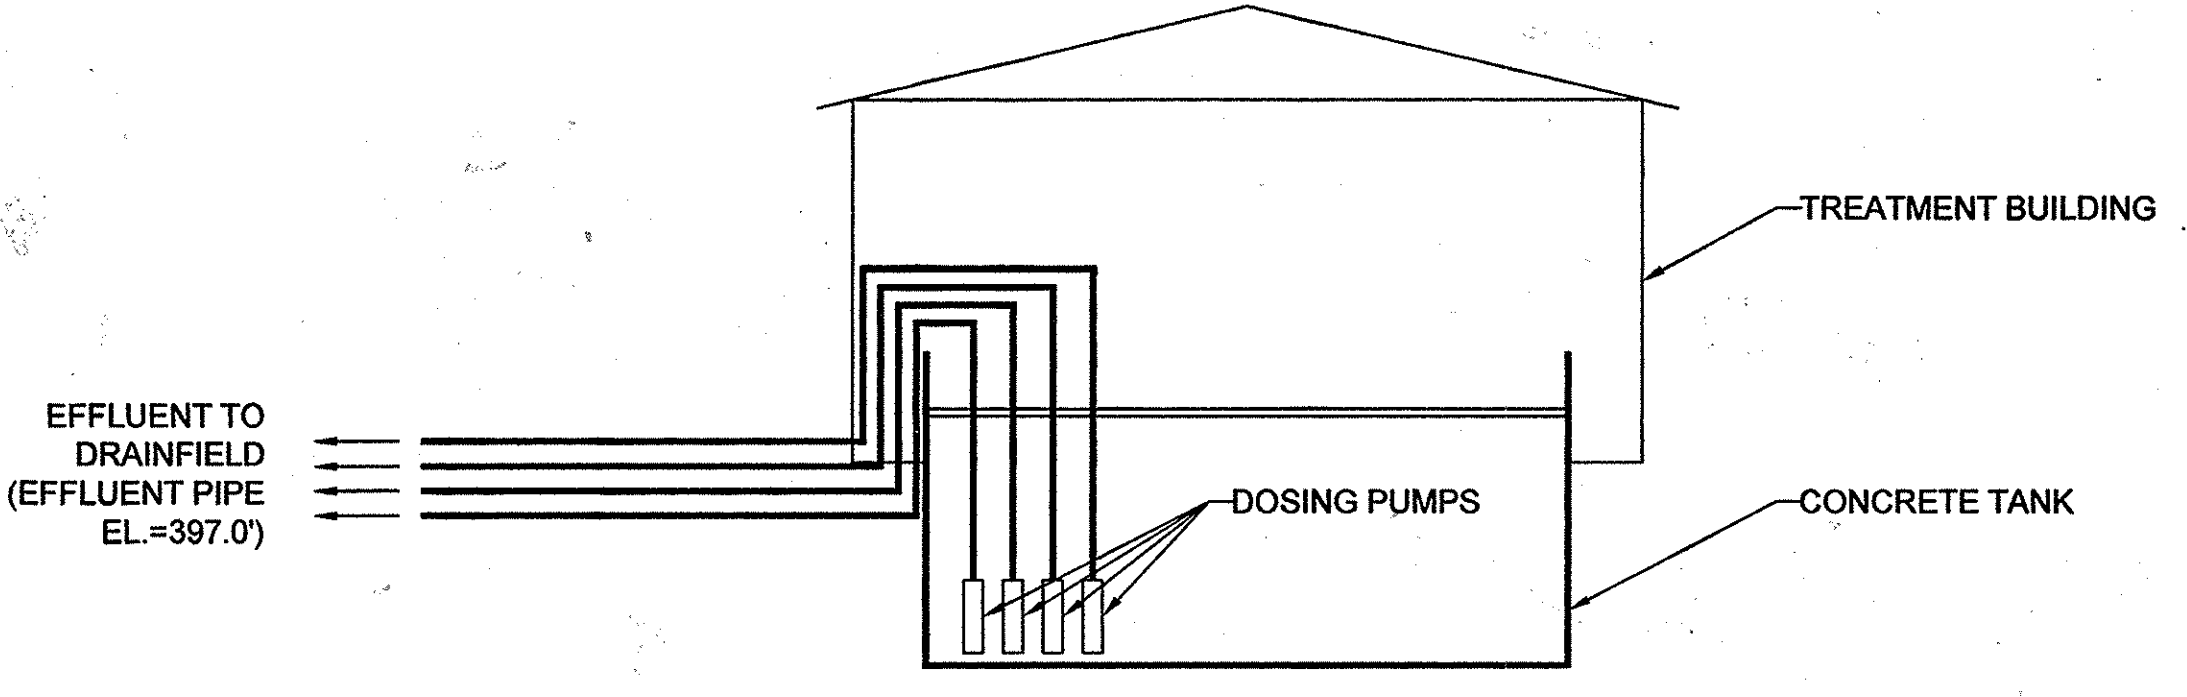 TREATMENT BUILDING
EFFLUENT TO
DRAINFIELD
(EFFLUENT PIPE
EL.=397.0')
DOSING PUMPS
CONCRETE TANK